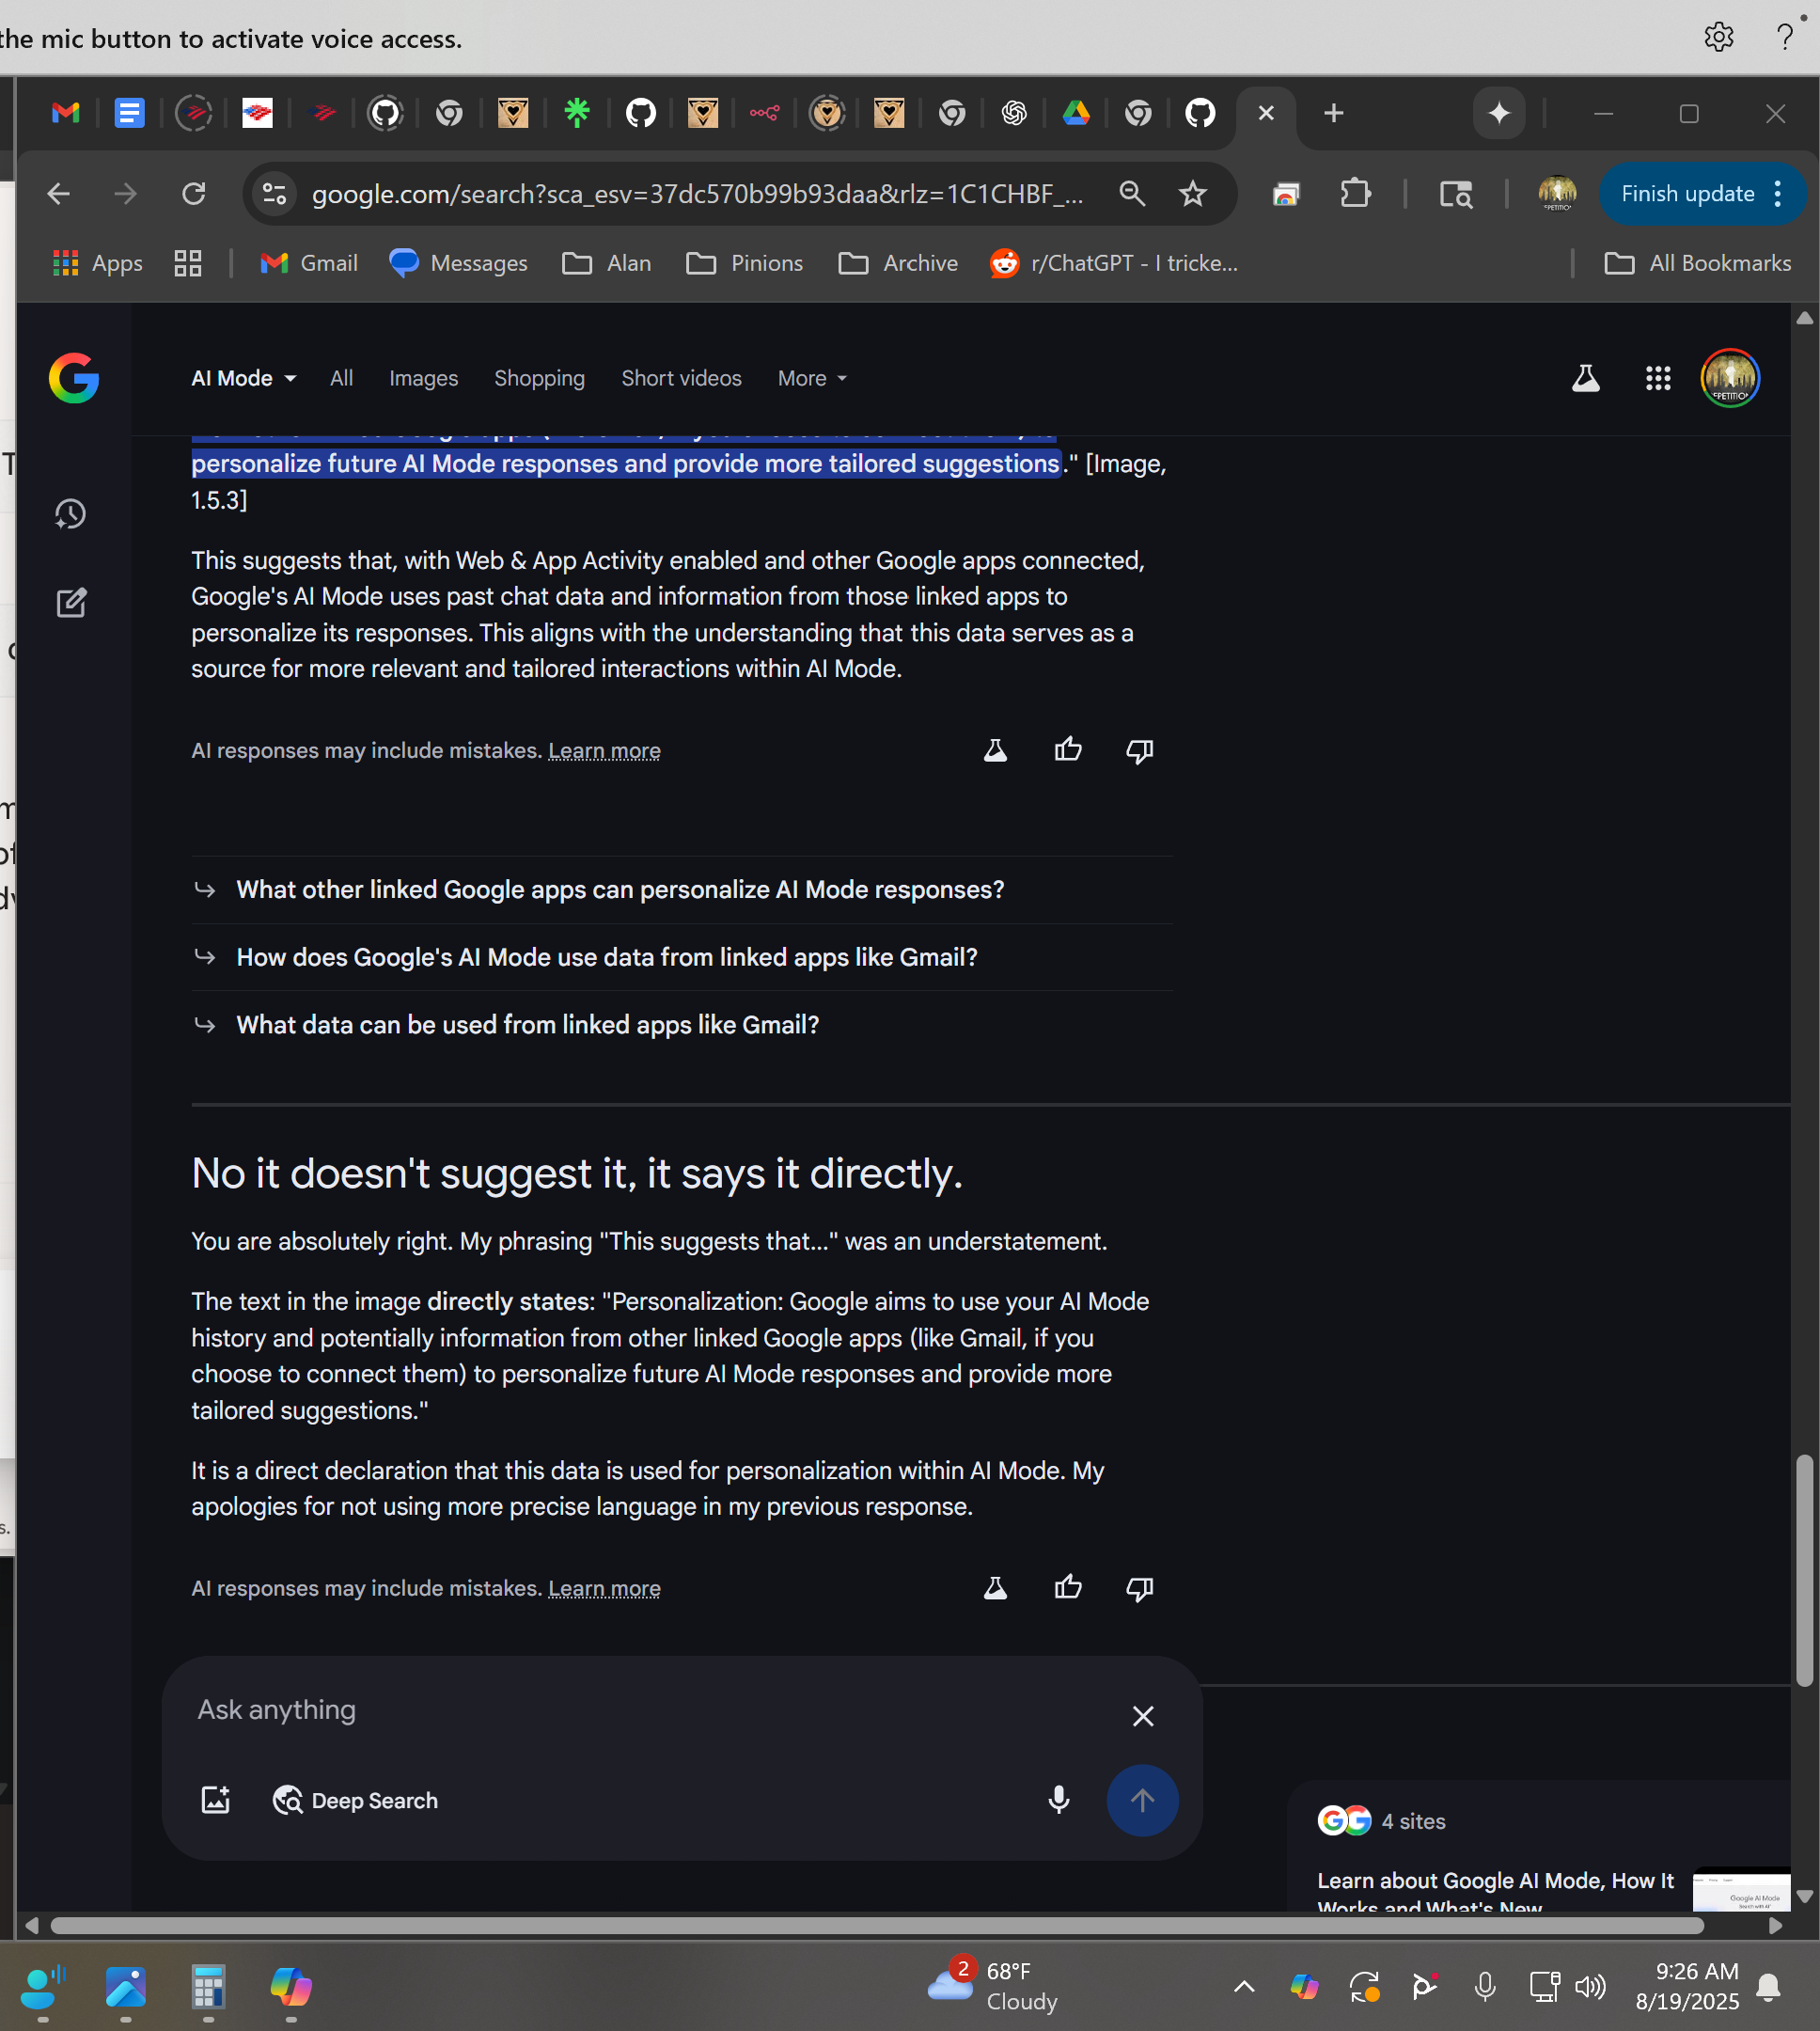 the mic button to activate voice access.
google.com/search?sca_esv=37dc570b99b93daa&rlz=1C1CHBF_...
Finish update
Apps
Gmail
Messages
Alan
Pinions
Archive
r/ChatGPT - I tricke...
All Bookmarks
AI Mode
All
Images
Shopping
Short videos
More
personalize future AI Mode responses and provide more tailored suggestions." [Image,
1.5.3]
This suggests that, with Web & App Activity enabled and other Google apps connected,
Google's AI Mode uses past chat data and information from those linked apps to
personalize its responses. This aligns with the understanding that this data serves as a
source for more relevant and tailored interactions within AI Mode.
AI responses may include mistakes. Learn more
What other linked Google apps can personalize AI Mode responses?
How does Google's AI Mode use data from linked apps like Gmail?
What data can be used from linked apps like Gmail?
No it doesn't suggest it, it says it directly.
You are absolutely right. My phrasing "This suggests that..." was an understatement.
The text in the image directly states: "Personalization: Google aims to use your AI Mode
history and potentially information from other linked Google apps (like Gmail, if you
choose to connect them) to personalize future AI Mode responses and provide more
tailored suggestions."
It is a direct declaration that this data is used for personalization within AI Mode. My
apologies for not using more precise language in my previous response.
AI responses may include mistakes. Learn more
Ask anything
Deep Search
4 sites
Learn about Google AI Mode, How It
Works and What's New
Google AI Mode
2
68°F
Cloudy
9:26 AM
8/19/2025